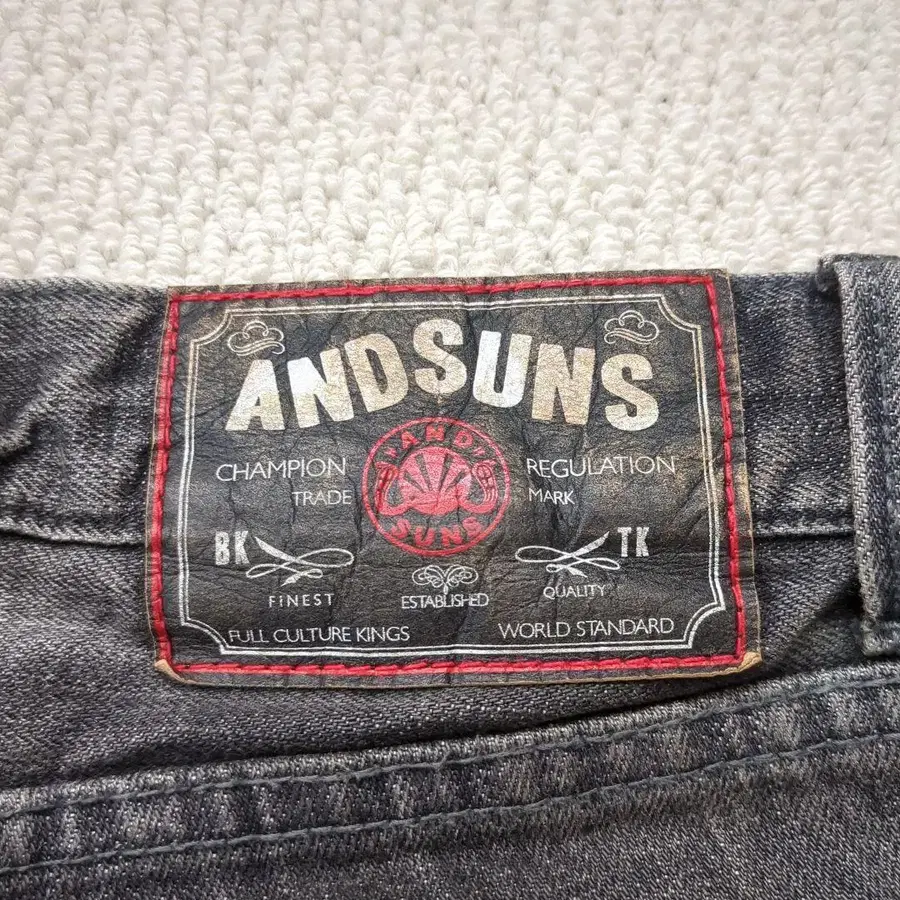 ANDSUNS
AND
SUNS
CHAMPION REGULATION
TRADE MARK
BK TK
FINEST ESTABLISHED QUALITY
FULL CULTURE KINGS WORLD STANDARD